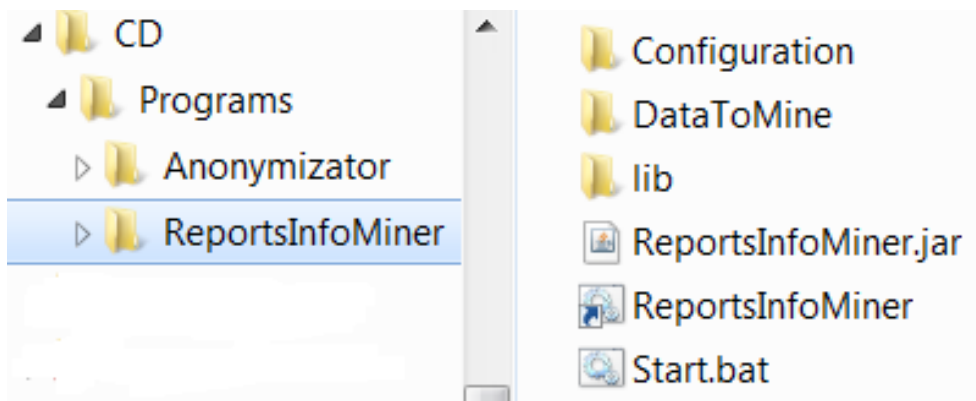 CD
Programs
Anonymizator
ReportsInfoMiner
Configuration
DataToMine
lib
ReportsInfoMiner.jar
ReportsInfoMiner
Start.bat